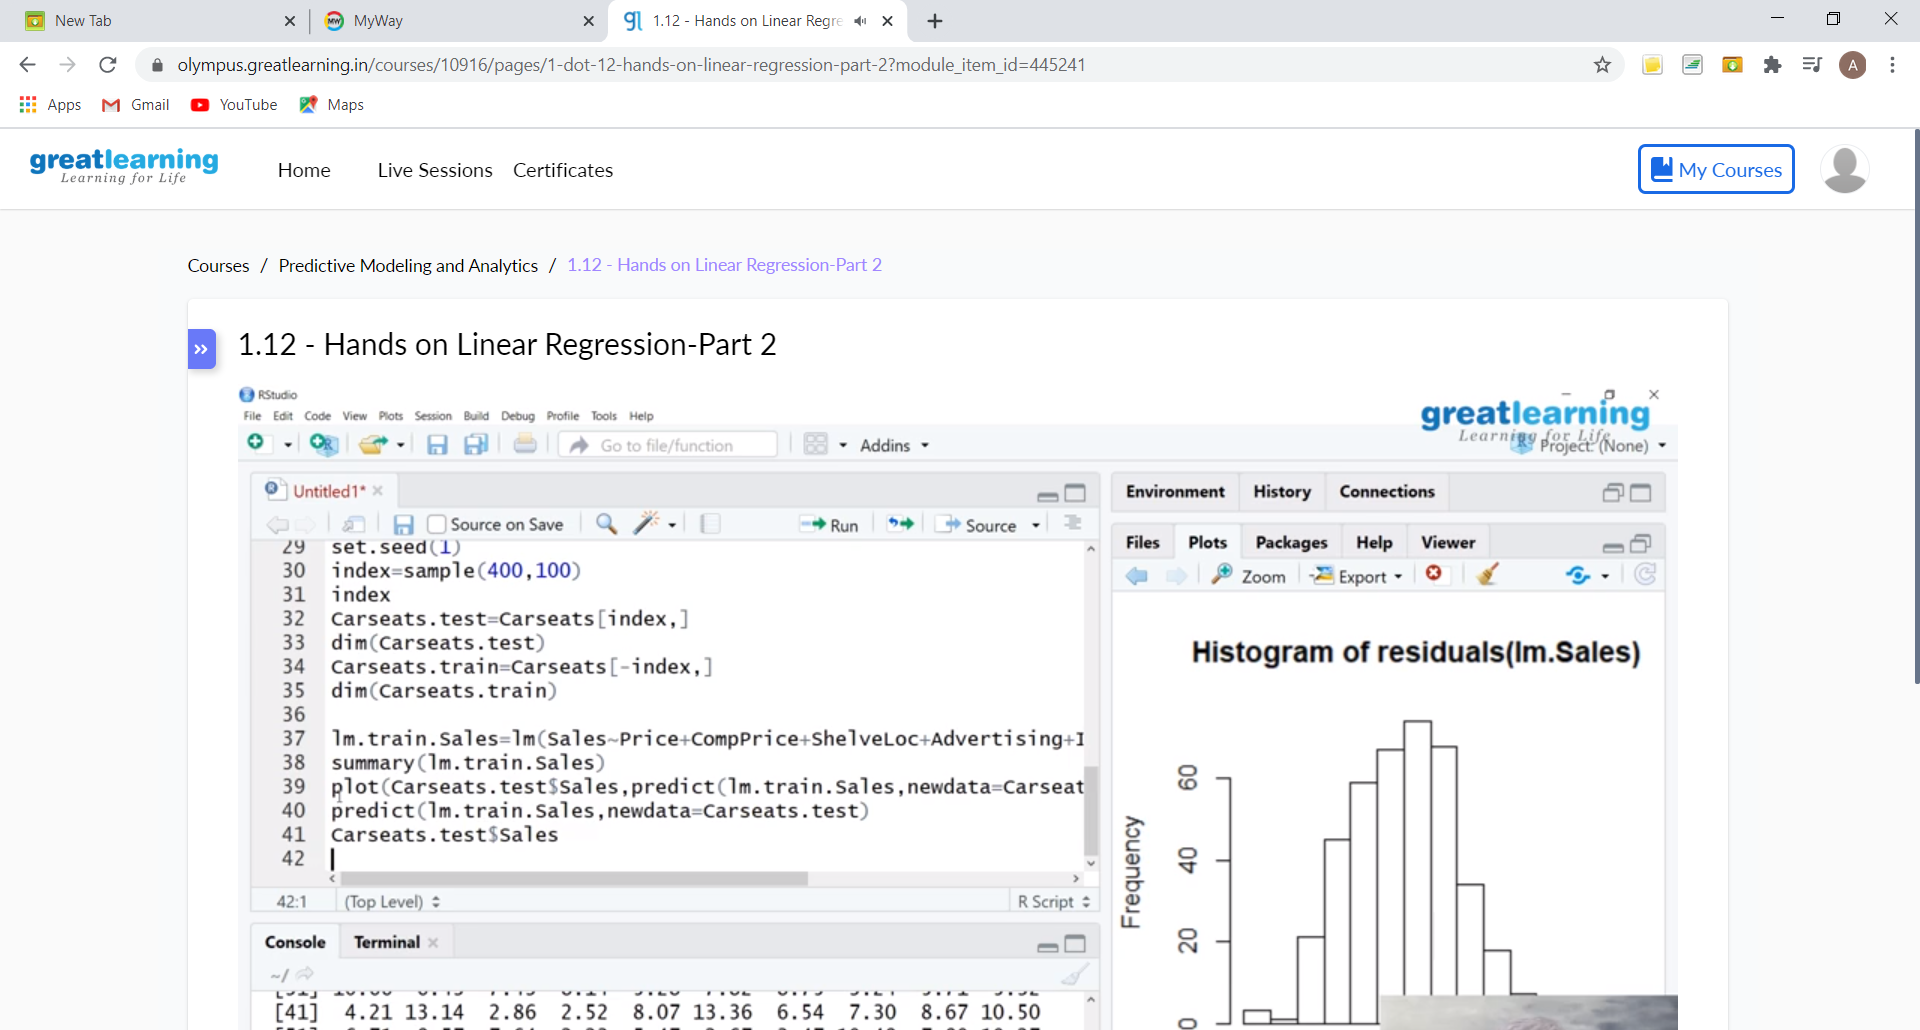 New Tab
MyWay
1.12 - Hands on Linear Regre
olympus.greatlearning.in/courses/10916/pages/1-dot-12-hands-on-linear-regression-part-2?module_item_id=445241
A
Apps Gmail YouTube Maps
greatlearning
Learning for Life
Home Live Sessions Certificates
My Courses
Courses / Predictive Modeling and Analytics / 1.12 - Hands on Linear Regression-Part 2
1.12 - Hands on Linear Regression-Part 2
RStudio
File Edit Code View Plots Session Build Debug Profile Tools Help
greatlearning
Learning for Life
Go to file/function
Addins
Project: (None)
Untitled1*
Source on Save
Run
Source
29 set.seed(1)
30 index=sample(400,100)
31 index
32 Carseats.test=Carseats[index,]
33 dim(Carseats.test)
34 Carseats.train=Carseats[-index,]
35 dim(Carseats.train)
36
37 lm.train.Sales=lm(Sales~Price+CompPrice+ShelveLoc+Advertising+I
38 summary(lm.train.Sales)
39 plot(Carseats.test$Sales,predict(lm.train.Sales,newdata=Carseat
40 predict(lm.train.Sales,newdata=Carseats.test)
41 Carseats.test$Sales
42
42:1 (Top Level) R Script
Console Terminal
~/
[41] 4.21 13.14 2.86 2.52 8.07 13.36 6.54 7.30 8.67 10.50
Environment History Connections
Files Plots Packages Help Viewer
Zoom Export
Histogram of residuals(lm.Sales)
Frequency
60
40
20
0